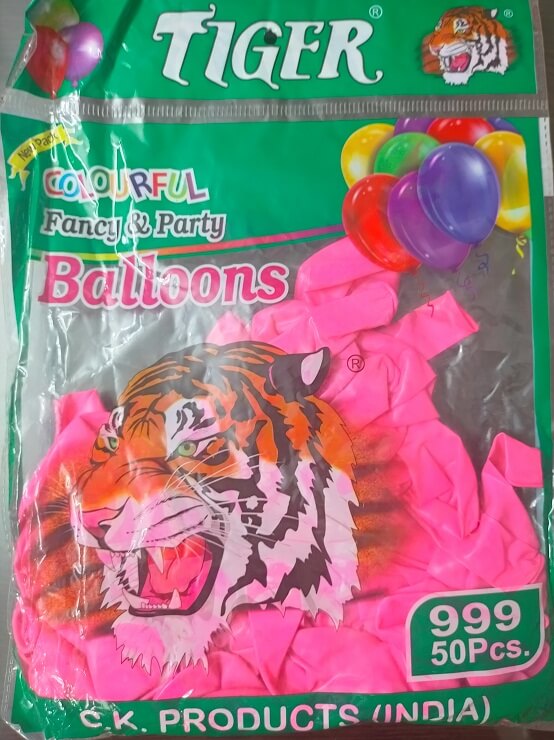 TIGER®
®
New Pack
COLOURFUL
Fancy & Party
Balloons
®
999
50Pcs.
C.K. PRODUCTS (INDIA)